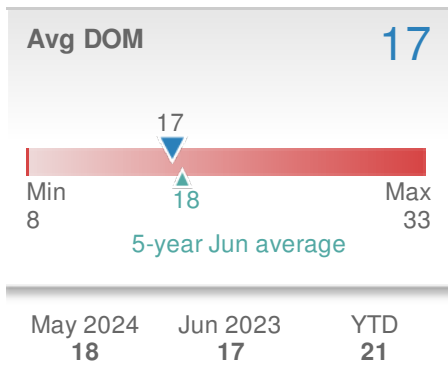 Avg DOM 17
17
Min Max
8 18 33
5-year Jun average
May 2024 Jun 2023 YTD
18 17 21